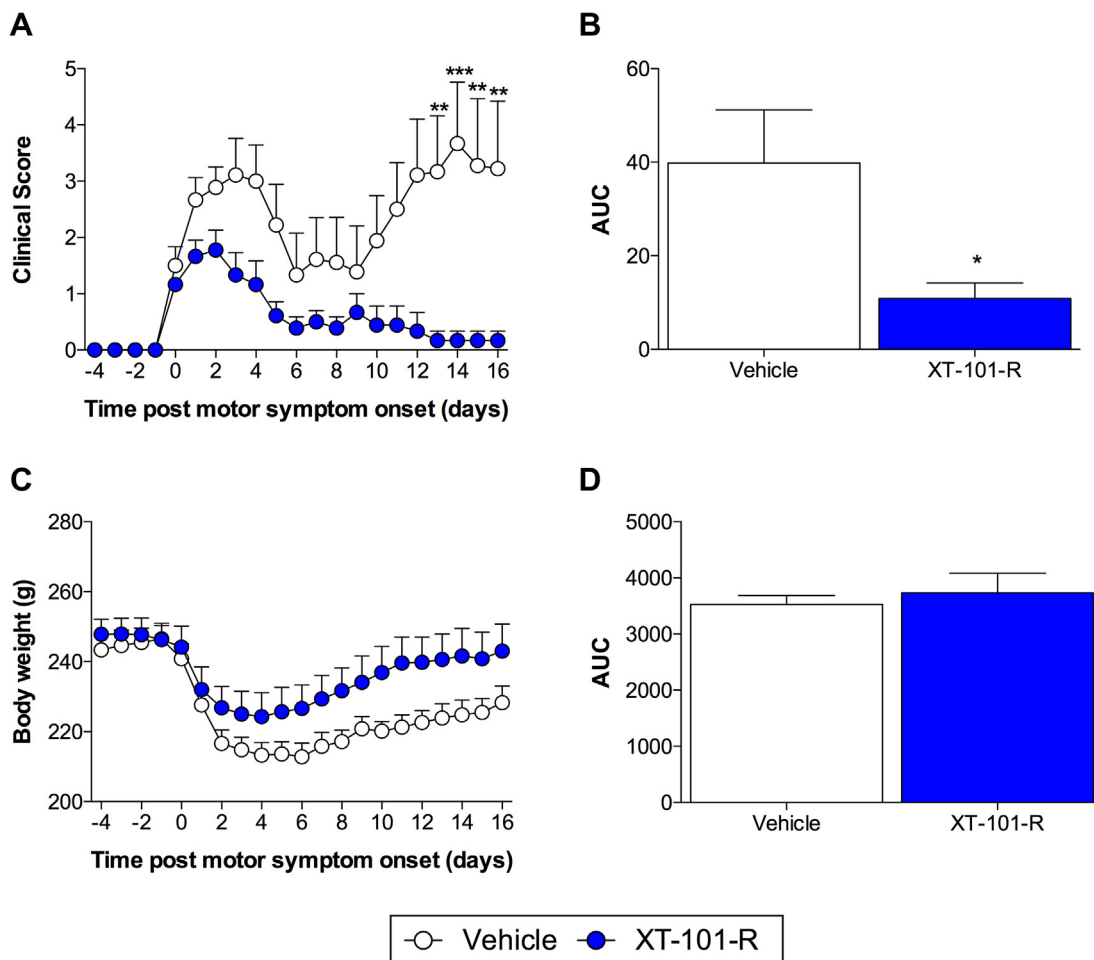 A
Clinical Score
5
4
3
2
1
0
** *** ** **
-4 -2 0 2 4 6 8 10 12 14 16
Time post motor symptom onset (days)
B
AUC
60
40
20
0
*
Vehicle XT-101-R
C
Body weight (g)
280
260
240
220
200
-4 -2 0 2 4 6 8 10 12 14 16
Time post motor symptom onset (days)
D
AUC
5000
4000
3000
2000
1000
0
Vehicle XT-101-R
Vehicle XT-101-R